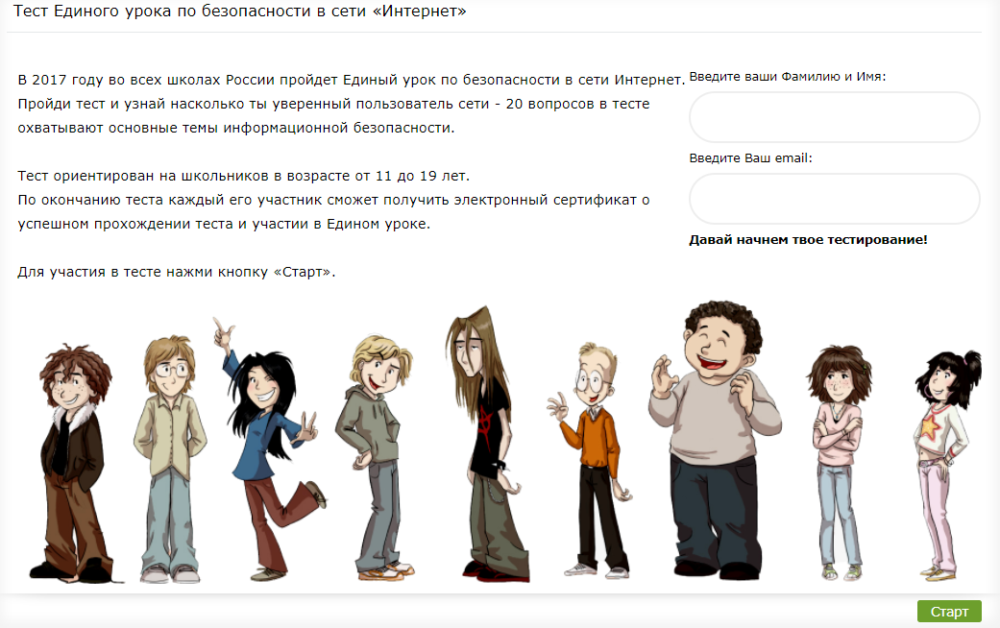 Тест Единого урока по безопасности в сети «Интернет»
В 2017 году во всех школах России пройдет Единый урок по безопасности в сети Интернет.
Пройди тест и узнай насколько ты уверенный пользователь сети - 20 вопросов в тесте
охватывают основные темы информационной безопасности.
Тест ориентирован на школьников в возрасте от 11 до 19 лет.
По окончанию теста каждый его участник сможет получить электронный сертификат о
успешном прохождении теста и участии в Едином уроке.
Для участия в тесте нажми кнопку «Старт».
Введите ваши Фамилию и Имя:
Введите Ваш email:
Давай начнем твое тестирование!
Старт